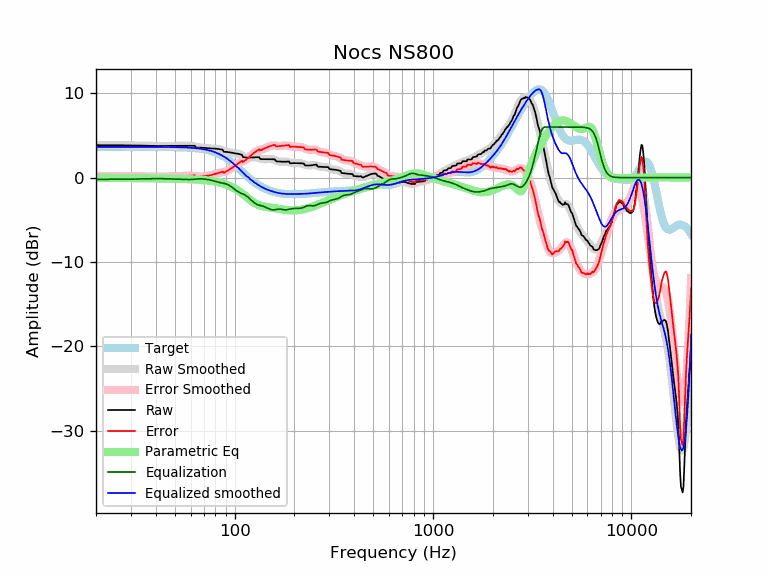 Nocs NS800
Amplitude (dBr)
10
0
−10
−20
−30
Target
Raw Smoothed
Error Smoothed
Raw
Error
Parametric Eq
Equalization
Equalized smoothed
100
1000
10000
Frequency (Hz)